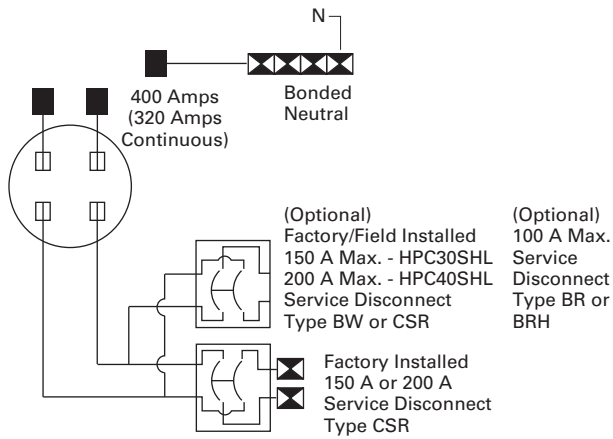 N
400 Amps
(320 Amps
Continuous)
Bonded
Neutral
(Optional)
Factory/Field Installed
150 A Max. - HPC30SHL
200 A Max. - HPC40SHL
Service Disconnect
Type BW or CSR
(Optional)
100 A Max.
Service
Disconnect
Type BR or
BRH
Factory Installed
150 A or 200 A
Service Disconnect
Type CSR